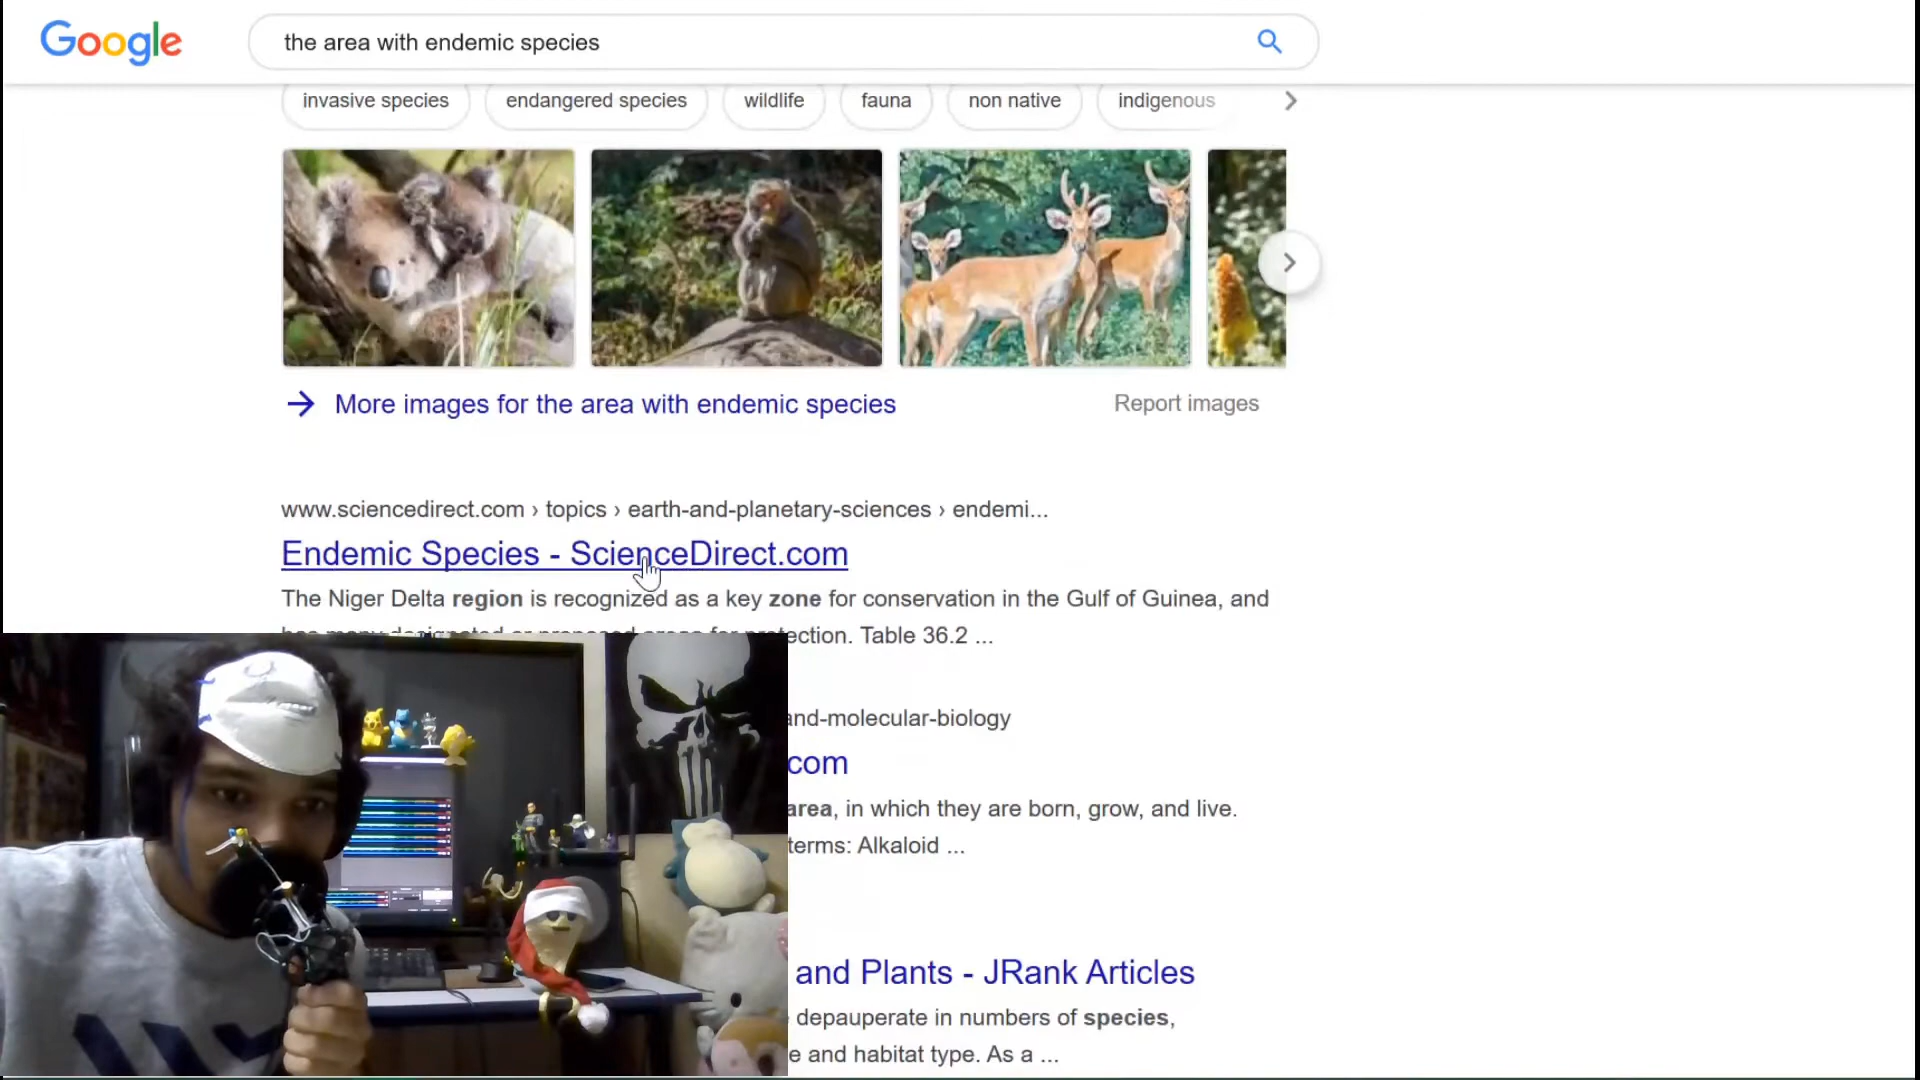 Google
the area with endemic species
invasive species
endangered species
wildlife
fauna
non native
indigenous
More images for the area with endemic species
Report images
www.sciencedirect.com › topics › earth-and-planetary-sciences › endemi...
Endemic Species - ScienceDirect.com
The Niger Delta region is recognized as a key zone for conservation in the Gulf of Guinea, and
ection. Table 36.2 ...
and-molecular-biology
com
area, in which they are born, grow, and live.
terms: Alkaloid ...
and Plants - JRank Articles
depauperate in numbers of species,
e and habitat type. As a ...